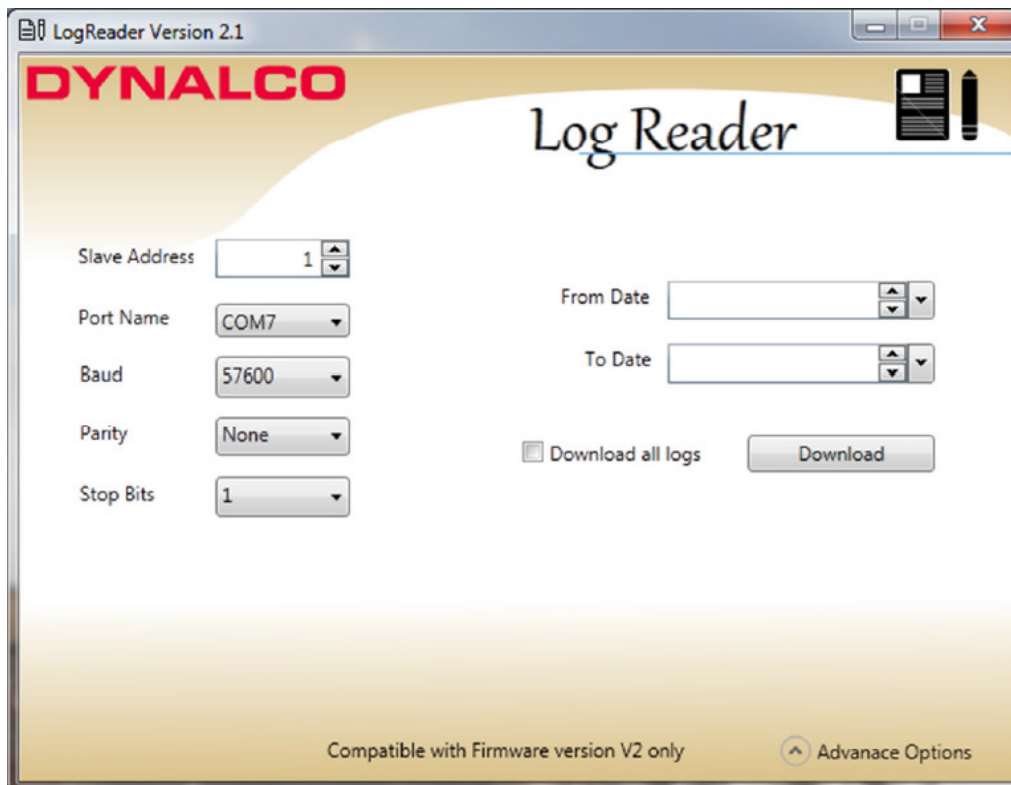 LogReader Version 2.1
DYNALCO
Log Reader
Slave Address 1
Port Name COM7
Baud 57600
Parity None
Stop Bits 1
From Date
To Date
Download all logs Download
Compatible with Firmware version V2 only Advanace Options